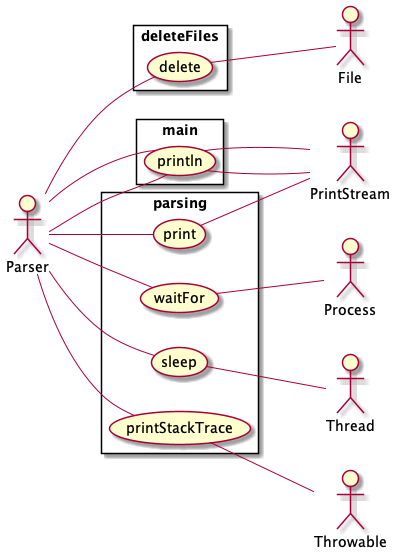 deleteFiles
delete
File
main
println
PrintStream
Parser
parsing
print
waitFor
Process
sleep
Thread
printStackTrace
Throwable